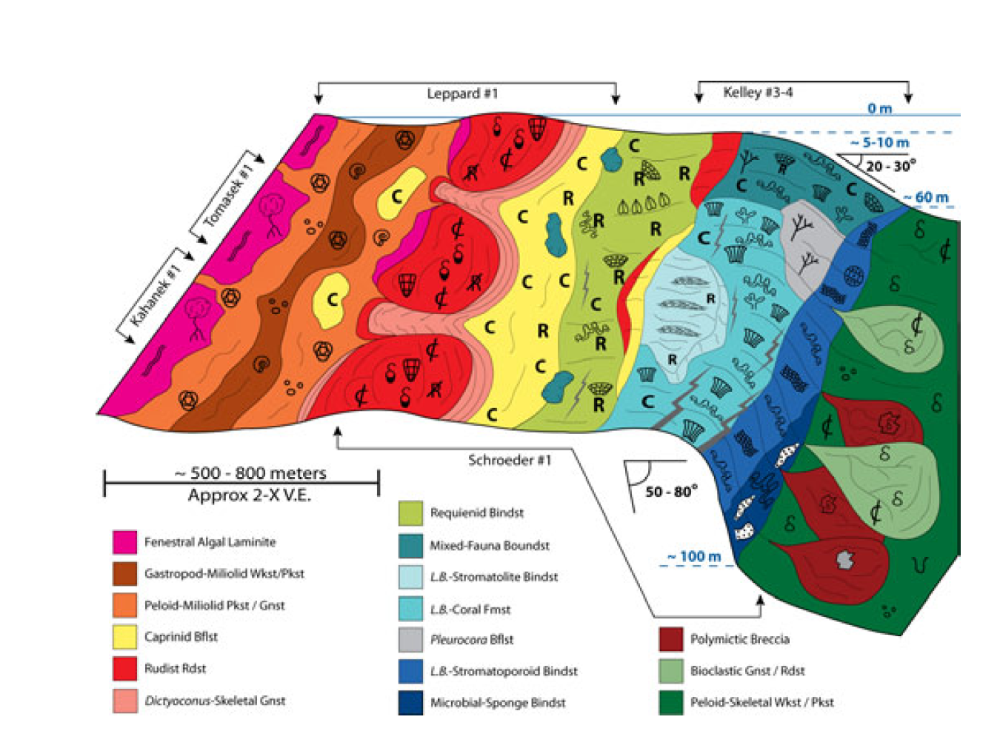 Leppard #1
Kelley #3-4
0 m
~ 5-10 m
20 - 30°
~ 60 m
Tomasek #1
Kahanek #1
C
C
R
C
R
R
C
C
R
C
R
R
C
C
C
C
R
C
C
R
C
R
R
C
R
R
C
C
C
Schroeder #1
50 - 80°
~ 100 m
~ 500 - 800 meters
Approx 2-X V.E.
Fenestral Algal Laminite
Gastropod-Miliolid Wkst/Pkst
Peloid-Miliolid Pkst / Gnst
Caprinid Bflst
Rudist Rdst
Dictyoconus-Skeletal Gnst
Requienid Bindst
Mixed-Fauna Boundst
L.B.-Stromatolite Bindst
L.B.-Coral Fmst
Pleurocora Bflst
L.B.-Stromatoporoid Bindst
Microbial-Sponge Bindst
Polymictic Breccia
Bioclastic Gnst / Rdst
Peloid-Skeletal Wkst / Pkst